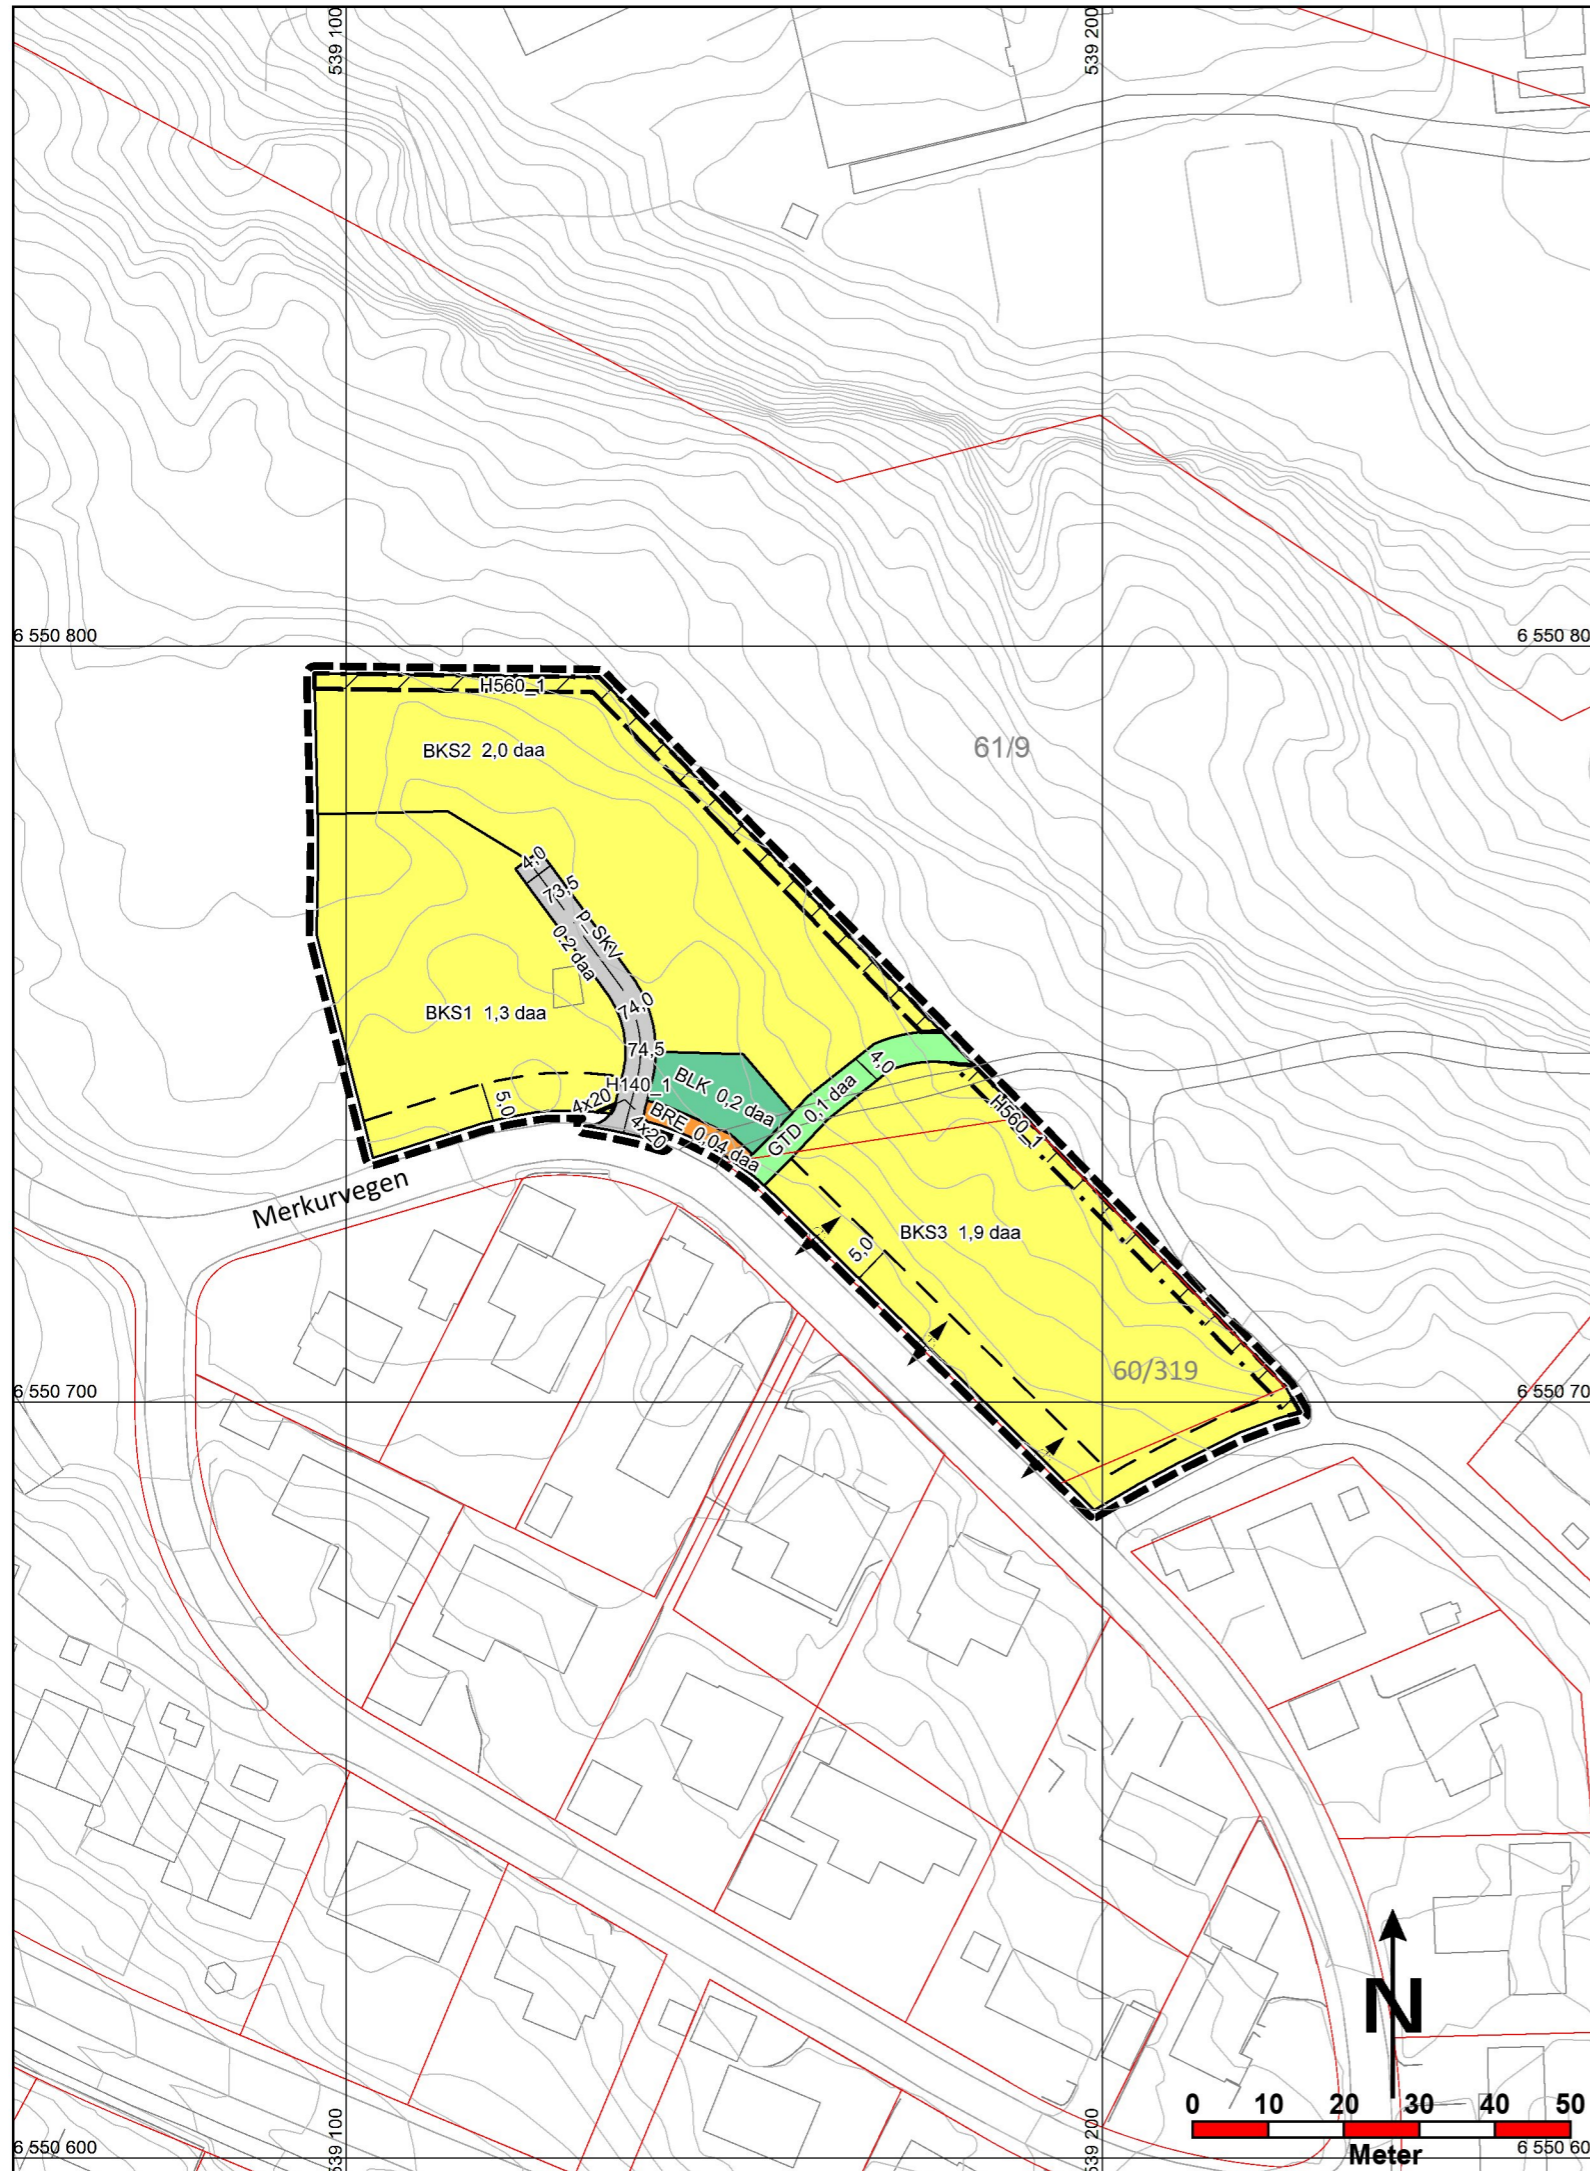 539 100
539 200
6 550 800
6 550 80
H560_1
BKS2 2,0 daa
61/9
4,0
73,5
p_SKV
0.2 daa
BKS1 1,3 daa
74,0
74,5
H140_1
BLK 0,2 daa
4,0
GTD 0,1 daa
5,0
4x20
4x20
BRE 0,04 daa
H560_1
Merkurvegen
BKS3 1,9 daa
5,0
60/319
6 550 700
6 550 70
N
0 10 20 30 40 50
Meter
539 100
539 200
6 550 600
6 550 60